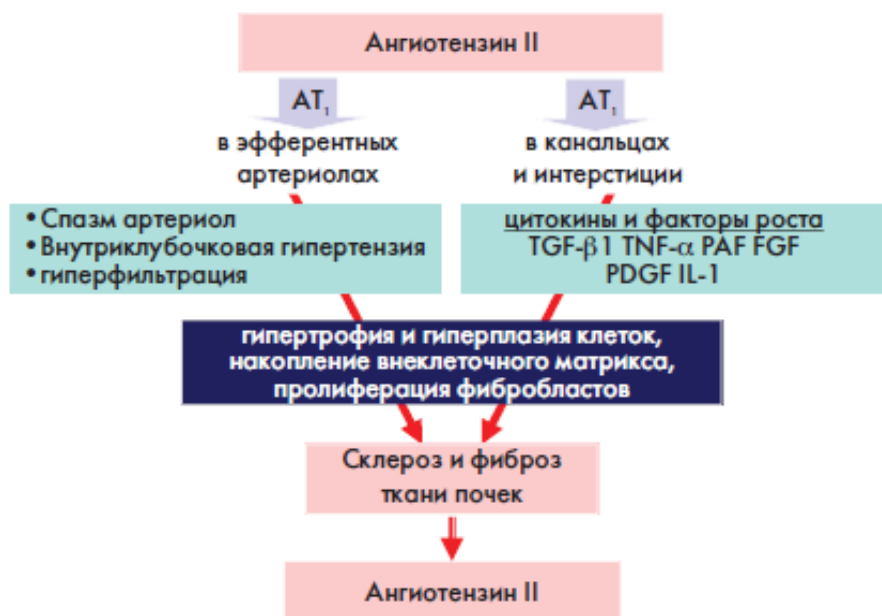 Ангиотензин II
AT₁
AT₁
в эфферентных
артериолах
в канальцах
и интерстиции
•Спазм артериол
•Внутриклубочковая гипертензия
•гиперфильтрация
цитокины и факторы роста
TGF-β1 TNF-α PAF FGF
PDGF IL-1
гипертрофия и гиперплазия клеток,
накопление внеклеточного матрикса,
пролиферация фибробластов
Склероз и фиброз
ткани почек
Ангиотензин II